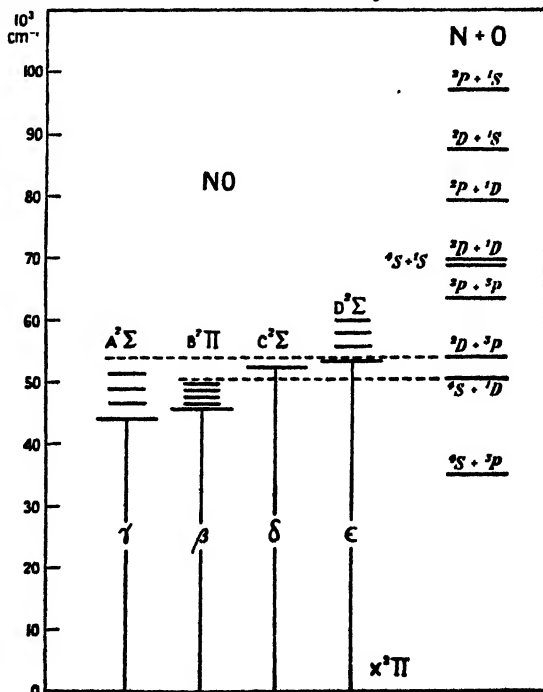 10³
cm⁻¹
N + O
²P + ¹S
100
²D + ¹S
90
NO
²P + ¹D
80
²D + ¹D
⁴S + ¹S
70
²P + ³P
D²Σ
60
A²Σ B²Π C²Σ
²D + ³P
50
⁴S + ¹D
40
⁴S + ³P
30
γ β δ ϵ
20
10
X²Π
0